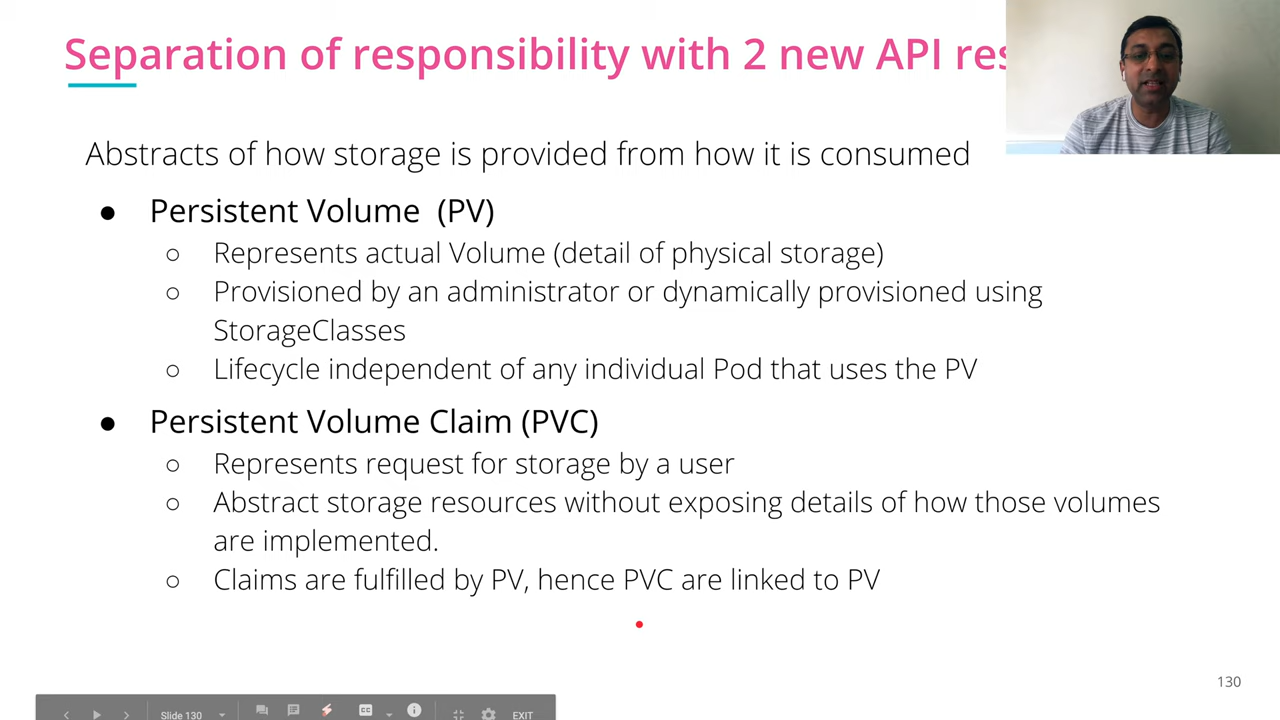 Separation of responsibility with 2 new API
Abstracts of how storage is provided from how it is consumed
● Persistent Volume (PV)
○ Represents actual Volume (detail of physical storage)
○ Provisioned by an administrator or dynamically provisioned using
StorageClasses
○ Lifecycle independent of any individual Pod that uses the PV
● Persistent Volume Claim (PVC)
○ Represents request for storage by a user
○ Abstract storage resources without exposing details of how those volumes
are implemented.
○ Claims are fulfilled by PV, hence PVC are linked to PV
130
Slide 130
CC
EXIT